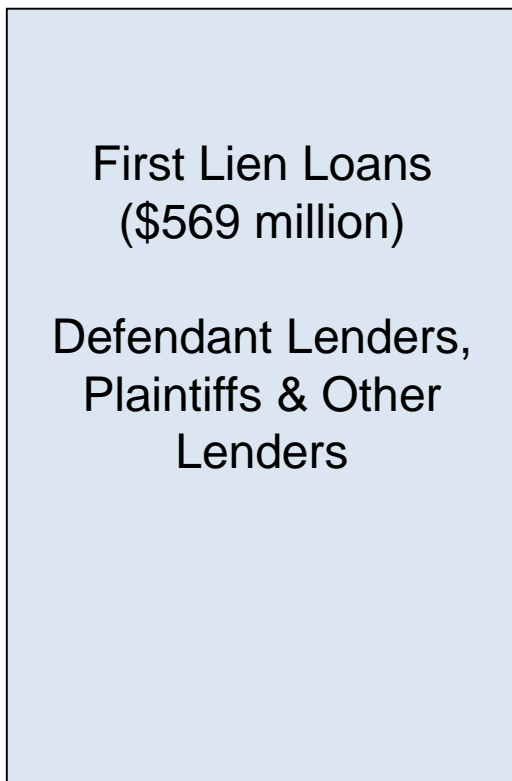 First Lien Loans
($569 million)
Defendant Lenders,
Plaintiffs & Other
Lenders